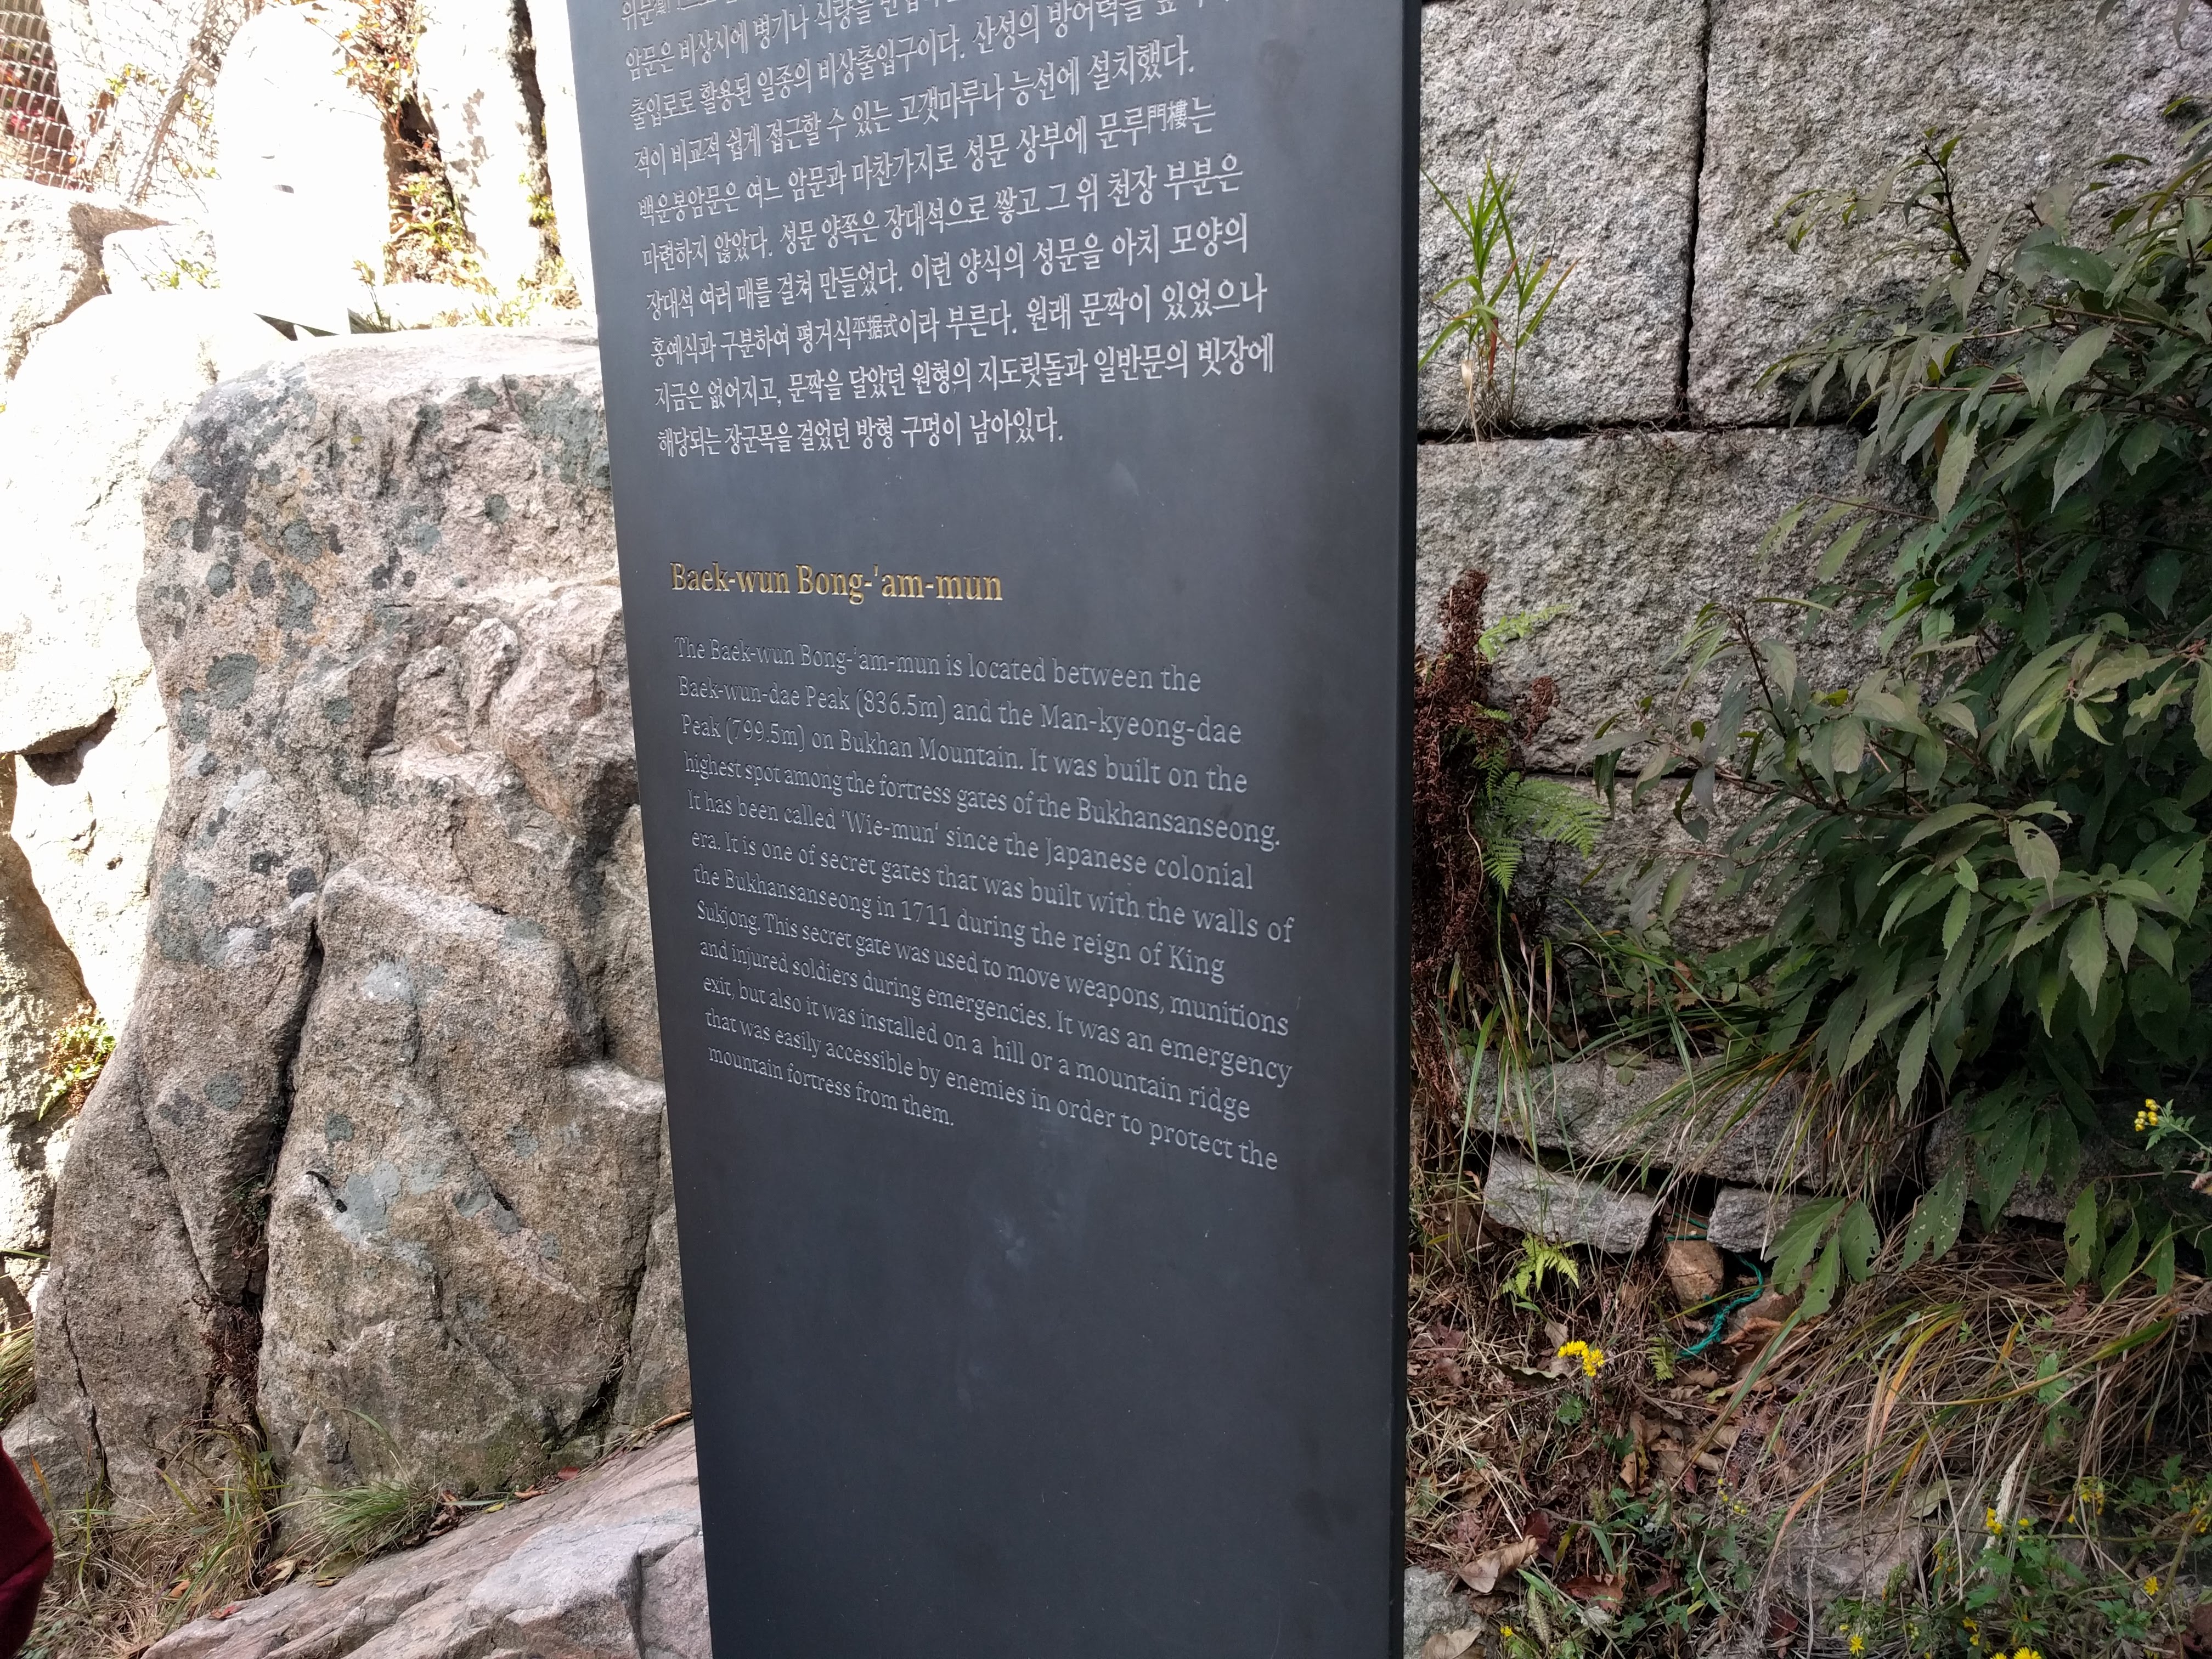 암문은 비상시에 병기나 식량을
출입로로 활용된 일종의 비상출입구이다. 산성의 방어력을
적이 비교적 쉽게 접근할 수 있는 고갯마루나 능선에 설치했다.
백운봉암문은 여느 암문과 마찬가지로 성문 상부에 문루門樓는
마련하지 않았다. 성문 양쪽은 장대석으로 쌓고 그 위 천장 부분은
장대석 여러 매를 걸쳐 만들었다. 이런 양식의 성문을 아치 모양의
홍예식과 구분하여 평거식平据式이라 부른다. 원래 문짝이 있었으나
지금은 없어지고, 문짝을 달았던 원형의 지도릿돌과 일반문의 빗장에
해당되는 장군목을 걸었던 방형 구멍이 남아있다.
Baek-wun Bong-'am-mun
The Baek-wun Bong-'am-mun is located between the
Baek-wun-dae Peak (836.5m) and the Man-kyeong-dae
Peak (799.5m) on Bukhan Mountain. It was built on the
highest spot among the fortress gates of the Bukhansanseong.
It has been called 'Wie-mun' since the Japanese colonial
era. It is one of secret gates that was built with the walls of
the Bukhansanseong in 1711 during the reign of King
Sukjong. This secret gate was used to move weapons, munitions
and injured soldiers during emergencies. It was an emergency
exit, but also it was installed on a hill or a mountain ridge
that was easily accessible by enemies in order to protect the
mountain fortress from them.